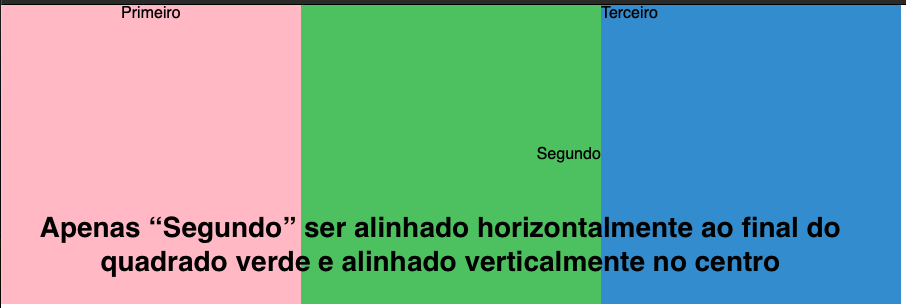 Primeiro
Terceiro
Segundo
Apenas “Segundo” ser alinhado horizontalmente ao final do
quadrado verde e alinhado verticalmente no centro